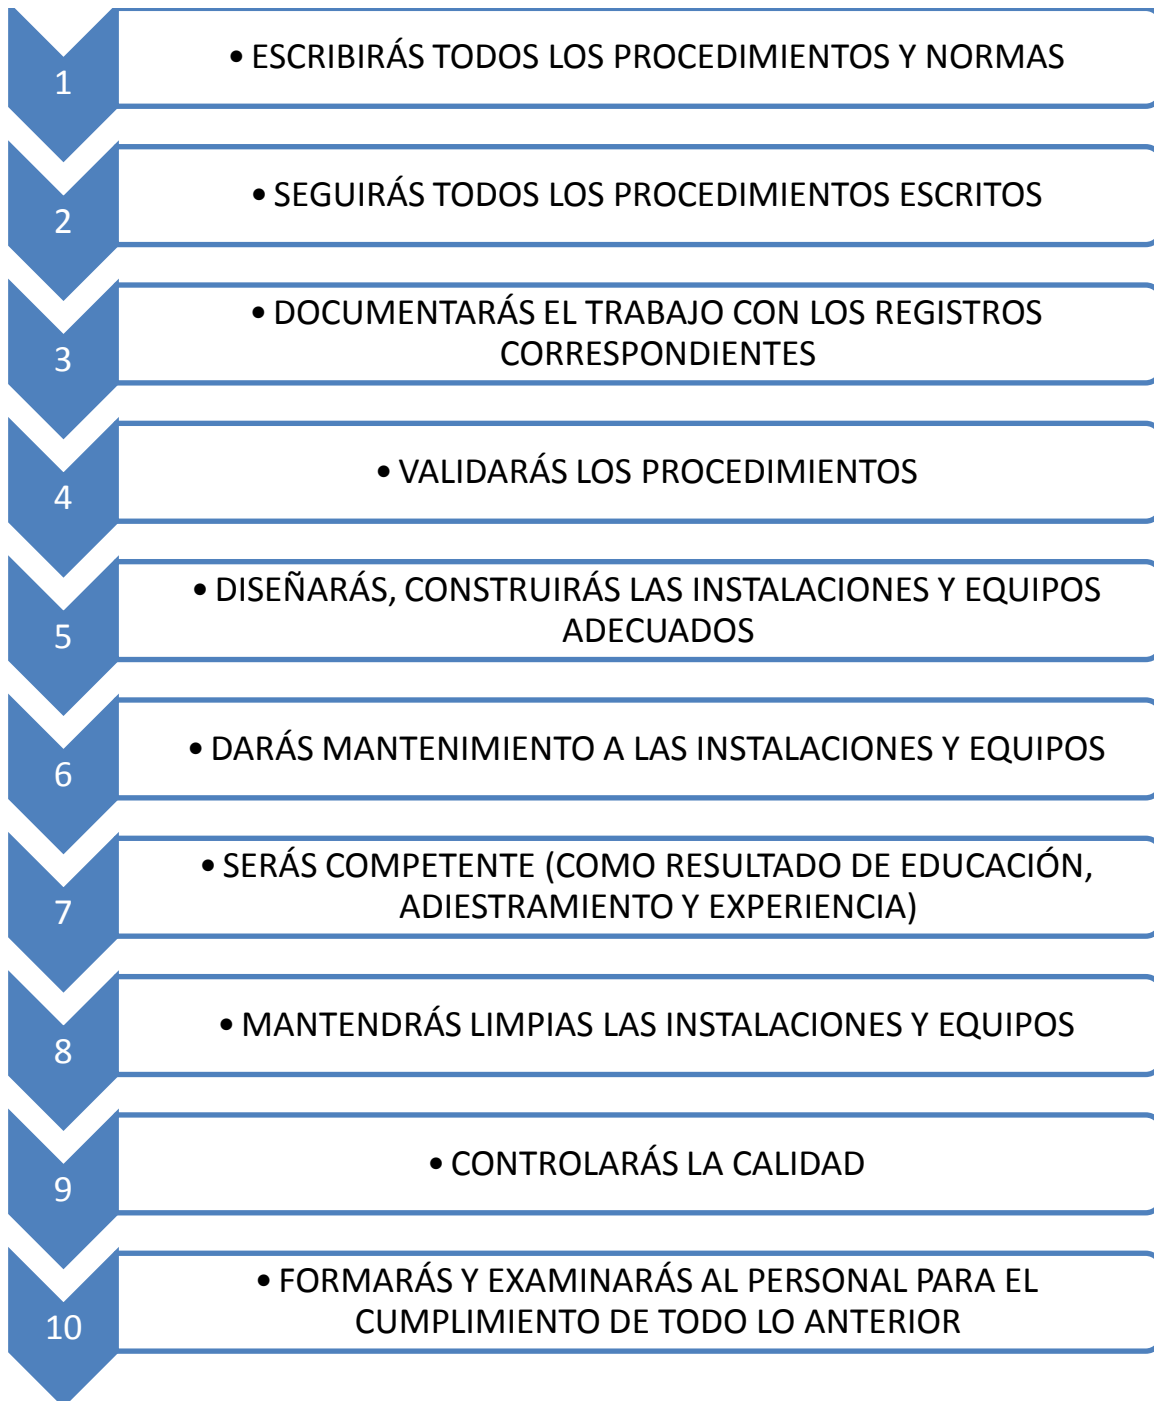 1
• ESCRIBIRÁS TODOS LOS PROCEDIMIENTOS Y NORMAS
2
• SEGUIRÁS TODOS LOS PROCEDIMIENTOS ESCRITOS
3
• DOCUMENTARÁS EL TRABAJO CON LOS REGISTROS
CORRESPONDIENTES
4
• VALIDARÁS LOS PROCEDIMIENTOS
5
• DISEÑARÁS, CONSTRUIRÁS LAS INSTALACIONES Y EQUIPOS
ADECUADOS
6
• DARÁS MANTENIMIENTO A LAS INSTALACIONES Y EQUIPOS
7
• SERÁS COMPETENTE (COMO RESULTADO DE EDUCACIÓN,
ADIESTRAMIENTO Y EXPERIENCIA)
8
• MANTENDRÁS LIMPIAS LAS INSTALACIONES Y EQUIPOS
9
• CONTROLARÁS LA CALIDAD
10
• FORMARÁS Y EXAMINARÁS AL PERSONAL PARA EL
CUMPLIMIENTO DE TODO LO ANTERIOR